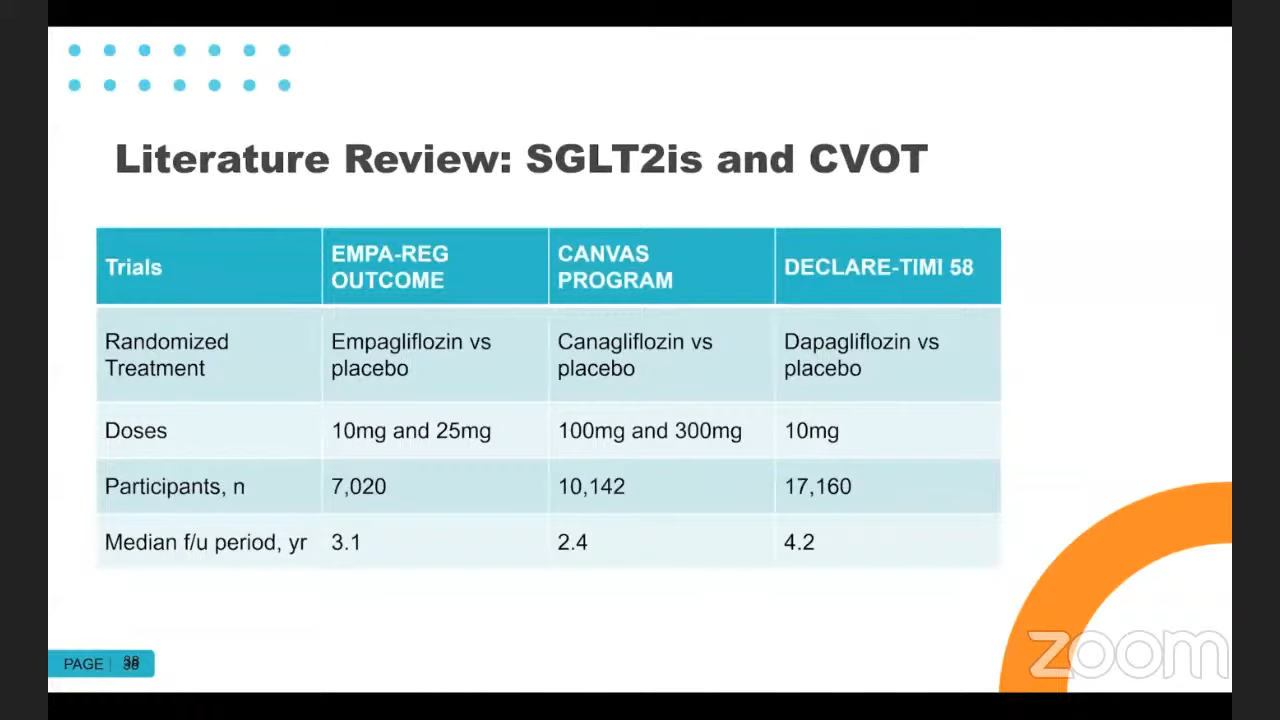 Literature Review: SGLT2is and CVOT
Trials
EMPA-REG
OUTCOME
CANVAS
PROGRAM
DECLARE-TIMI 58
Randomized
Treatment
Empagliflozin vs
placebo
Canagliflozin vs
placebo
Dapagliflozin vs
placebo
Doses
10mg and 25mg
100mg and 300mg
10mg
Participants, n
7,020
10,142
17,160
Median f/u period, yr
3.1
2.4
4.2
PAGE |
zoom